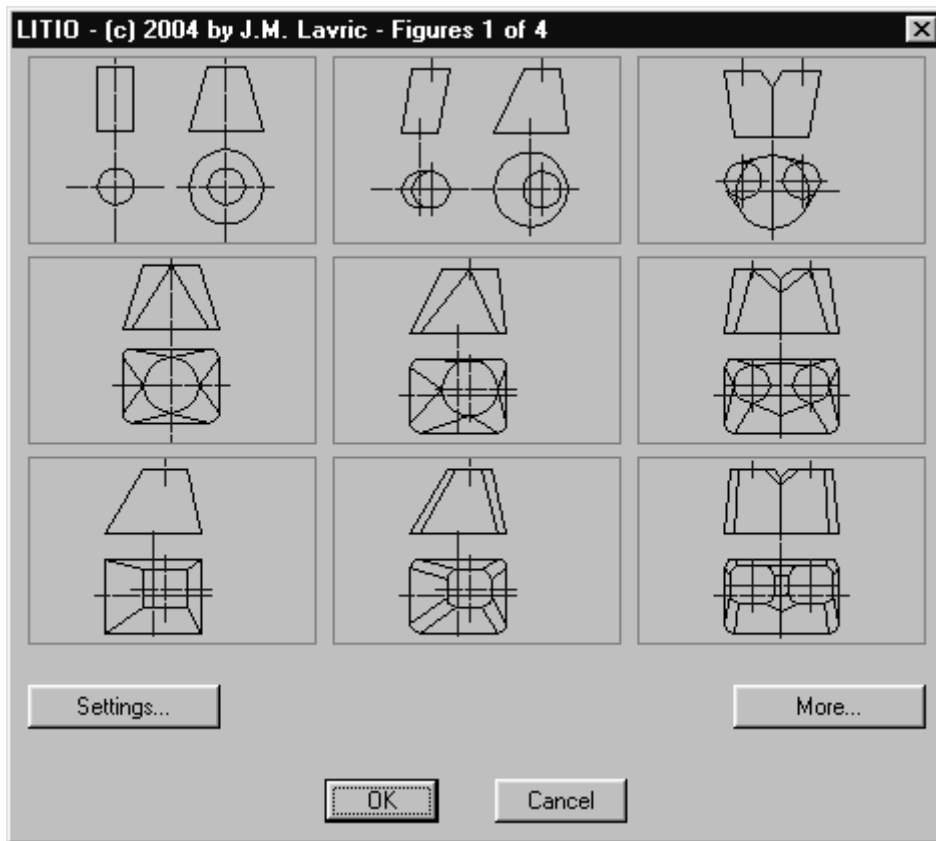 LITIO - (c) 2004 by J.M. Lavric - Figures 1 of 4
Settings...
More...
OK
Cancel